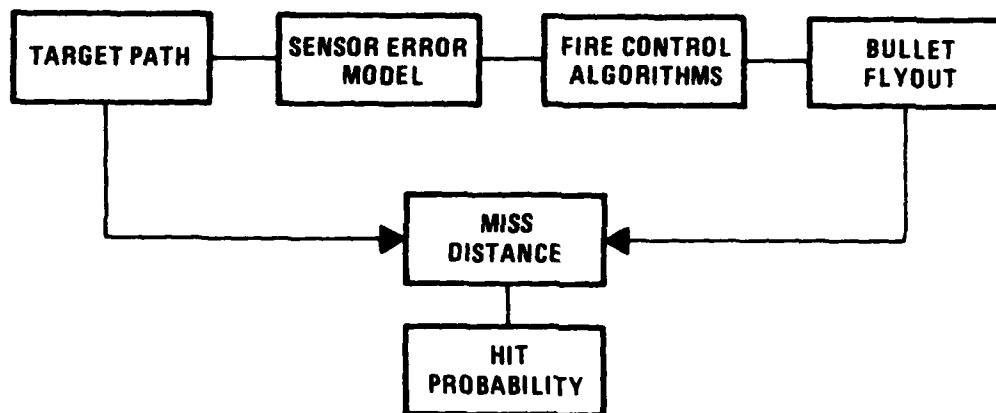 TARGET PATH
SENSOR ERROR
MODEL
FIRE CONTROL
ALGORITHMS
BULLET
FLYOUT
MISS
DISTANCE
HIT
PROBABILITY